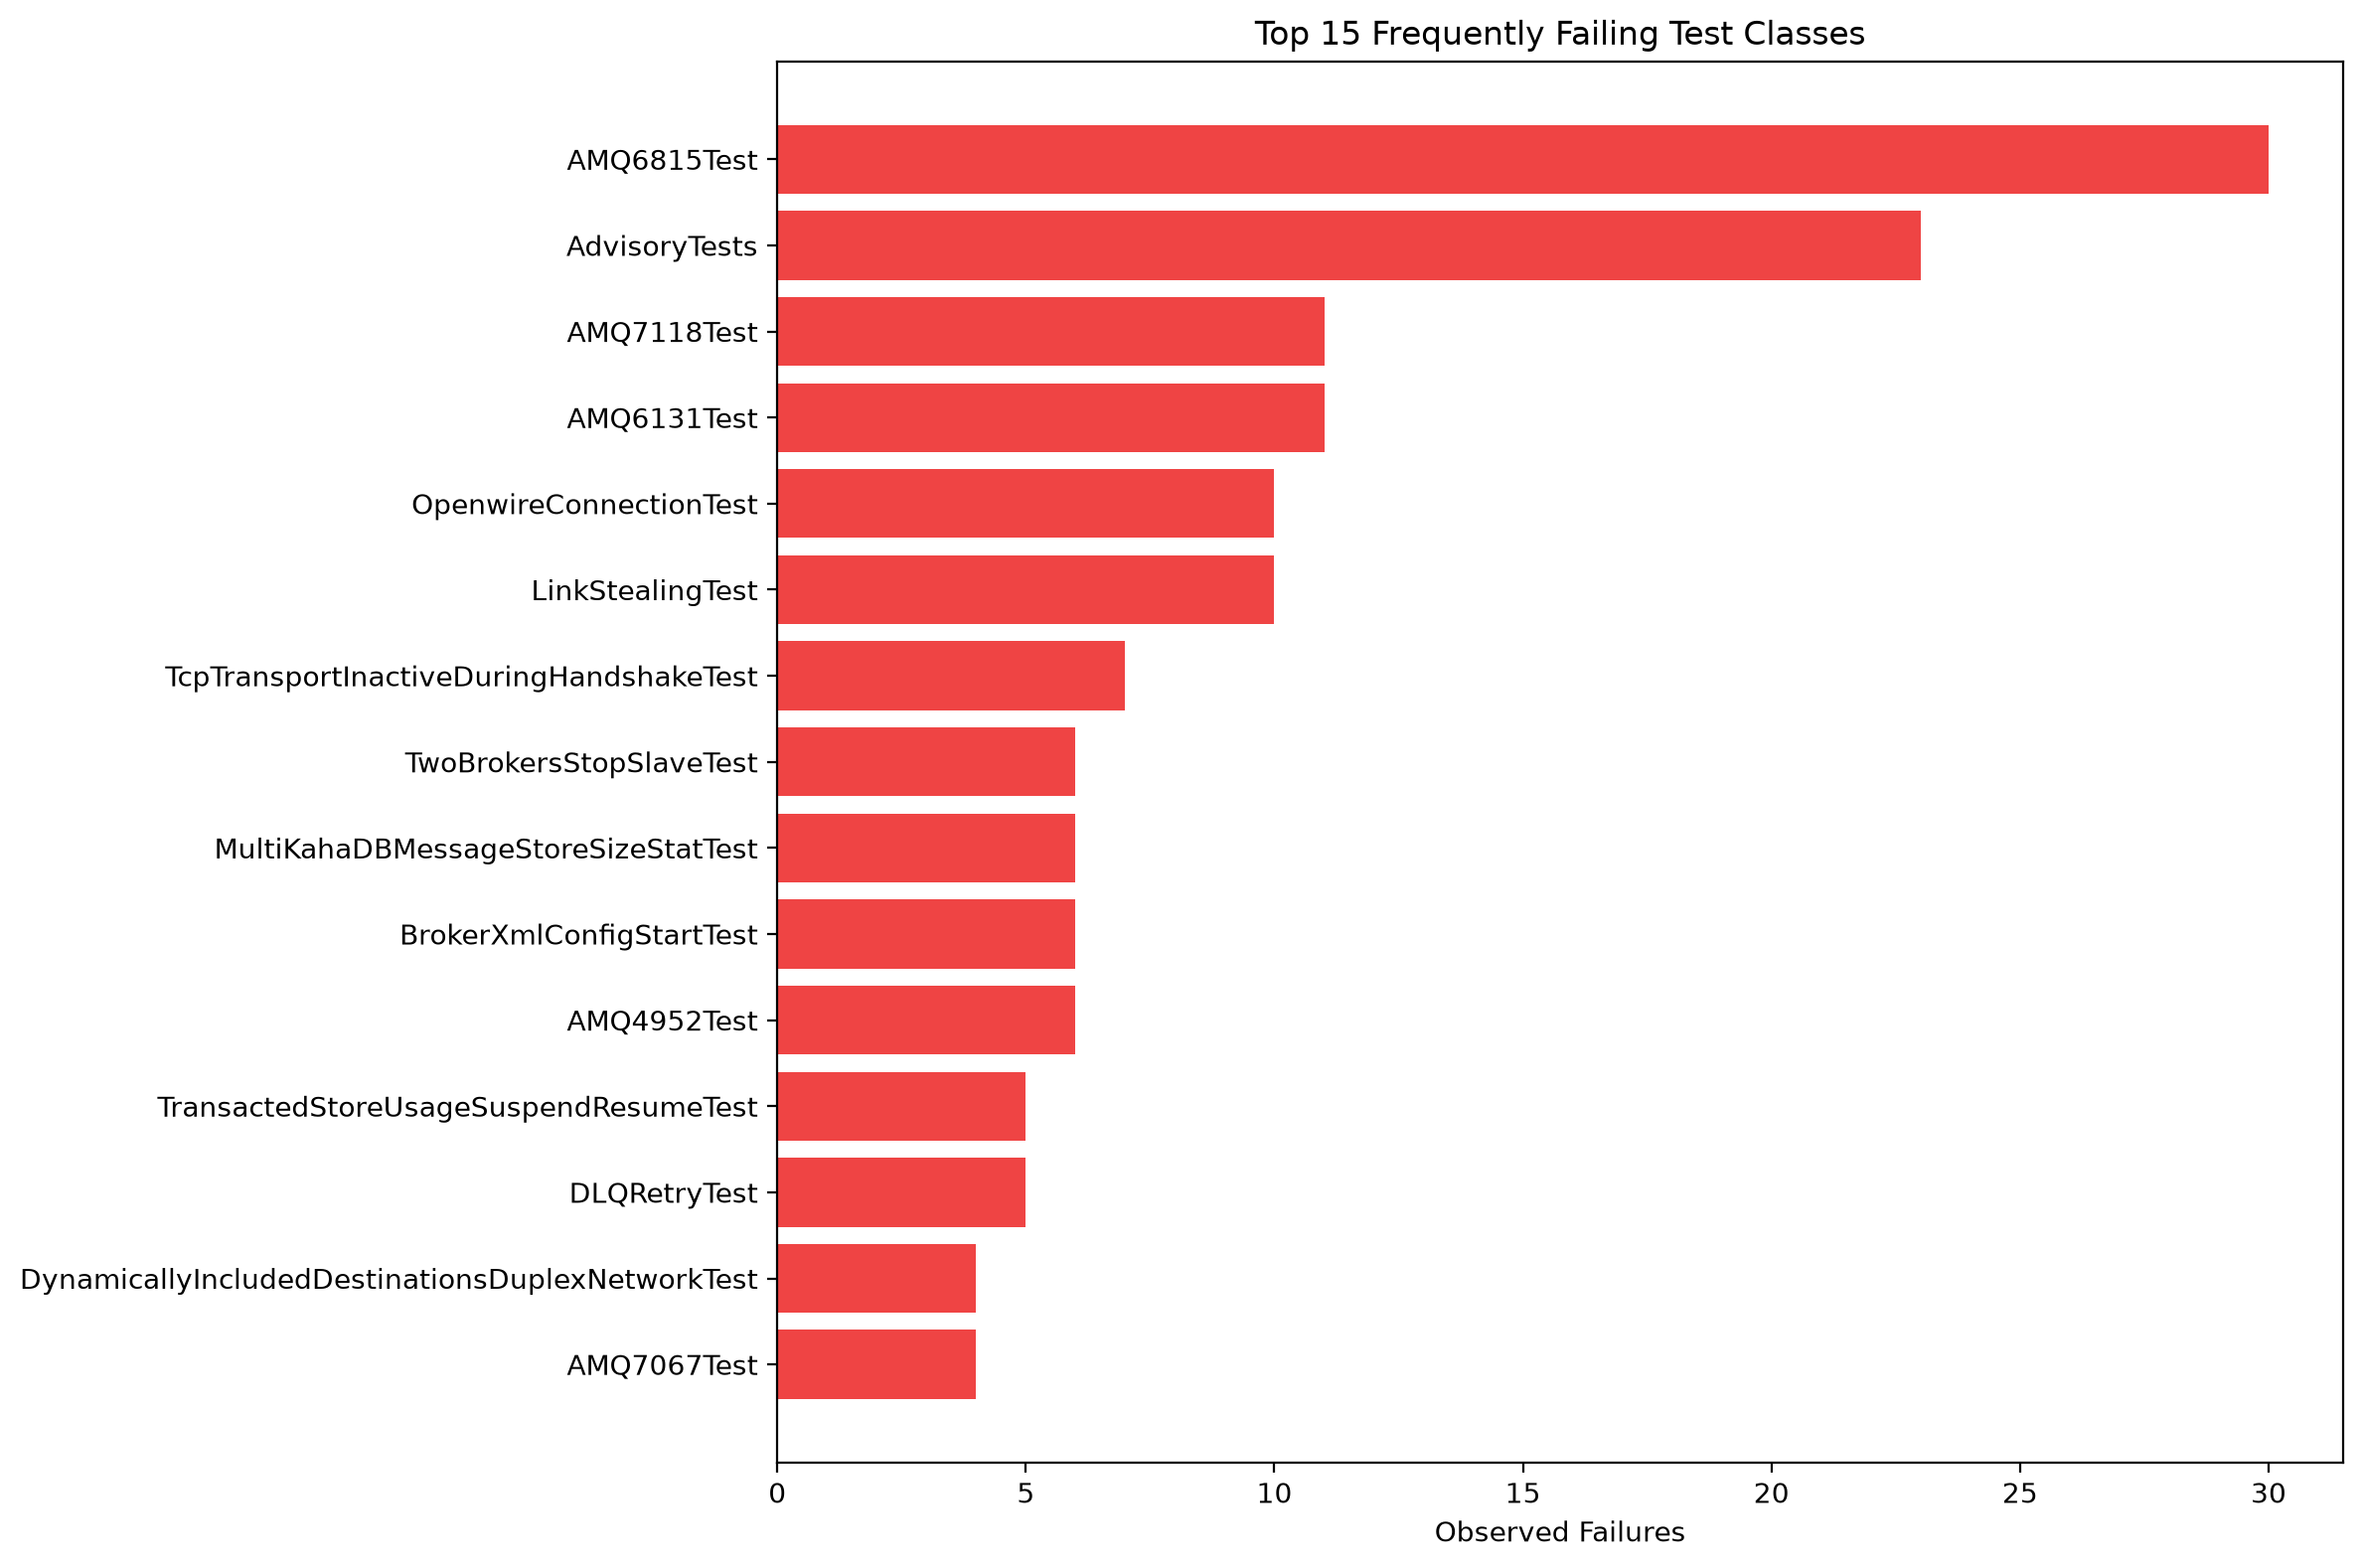 Top 15 Frequently Failing Test Classes
AMQ6815Test
AdvisoryTests
AMQ7118Test
AMQ6131Test
OpenwireConnectionTest
LinkStealingTest
TcpTransportInactiveDuringHandshakeTest
TwoBrokersStopSlaveTest
MultiKahaDBMessageStoreSizeStatTest
BrokerXmlConfigStartTest
AMQ4952Test
TransactedStoreUsageSuspendResumeTest
DLQRetryTest
DynamicallyIncludedDestinationsDuplexNetworkTest
AMQ7067Test
0 5 10 15 20 25 30
Observed Failures